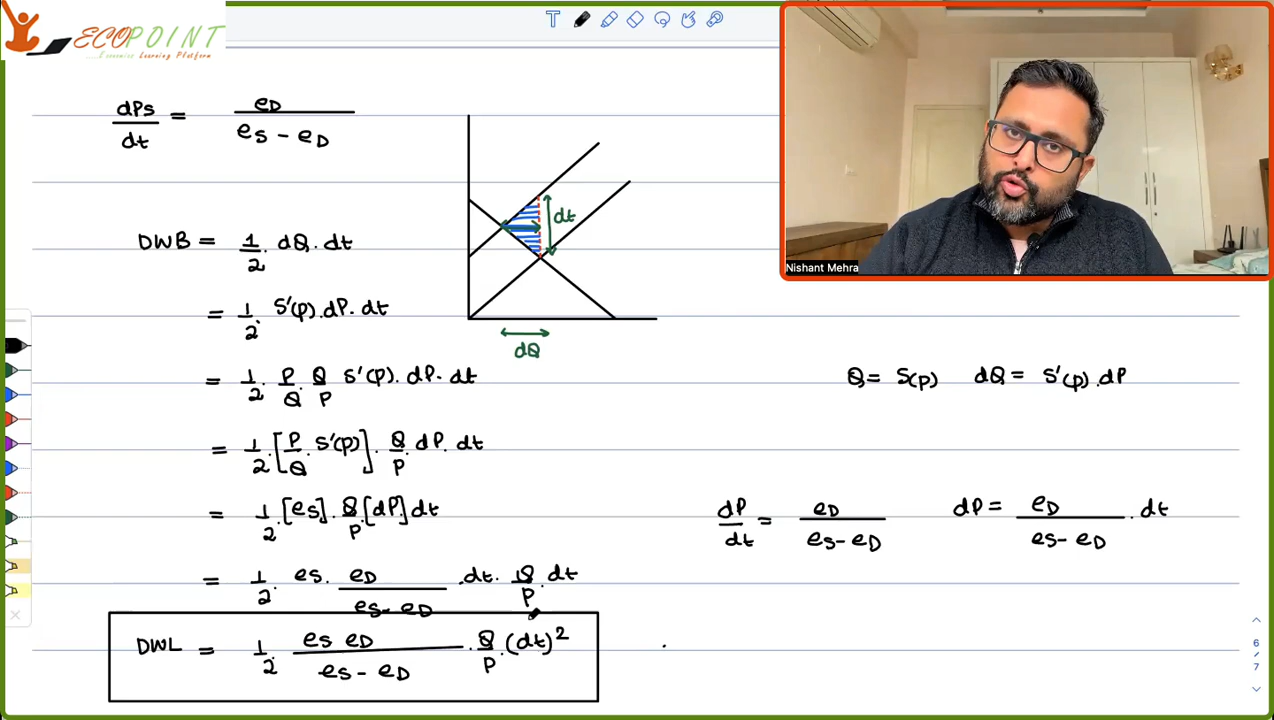 ECOPOINT
Economics Learning Platform
T
Nishant Mehra
dPs/dt = eD/(eS - eD)
dt
dQ
DWB = 1/2 . dQ . dt
= 1/2 . S'(P) . dP . dt
= 1/2 . P/Q . Q/P S'(P) . dP . dt
Q = S(P) dQ = S'(P) . dP
= 1/2 . [P/Q . S'(P)] . Q/P . dP . dt
= 1/2 . [eS] . Q/P . [dP] dt
dP/dt = eD/(eS - eD) dP = eD/(eS - eD) . dt
= 1/2 . eS . eD/(eS - eD) . dt . Q/P . dt
DWL = 1/2 . eS eD/(eS - eD) . Q/P . (dt)²
6/7